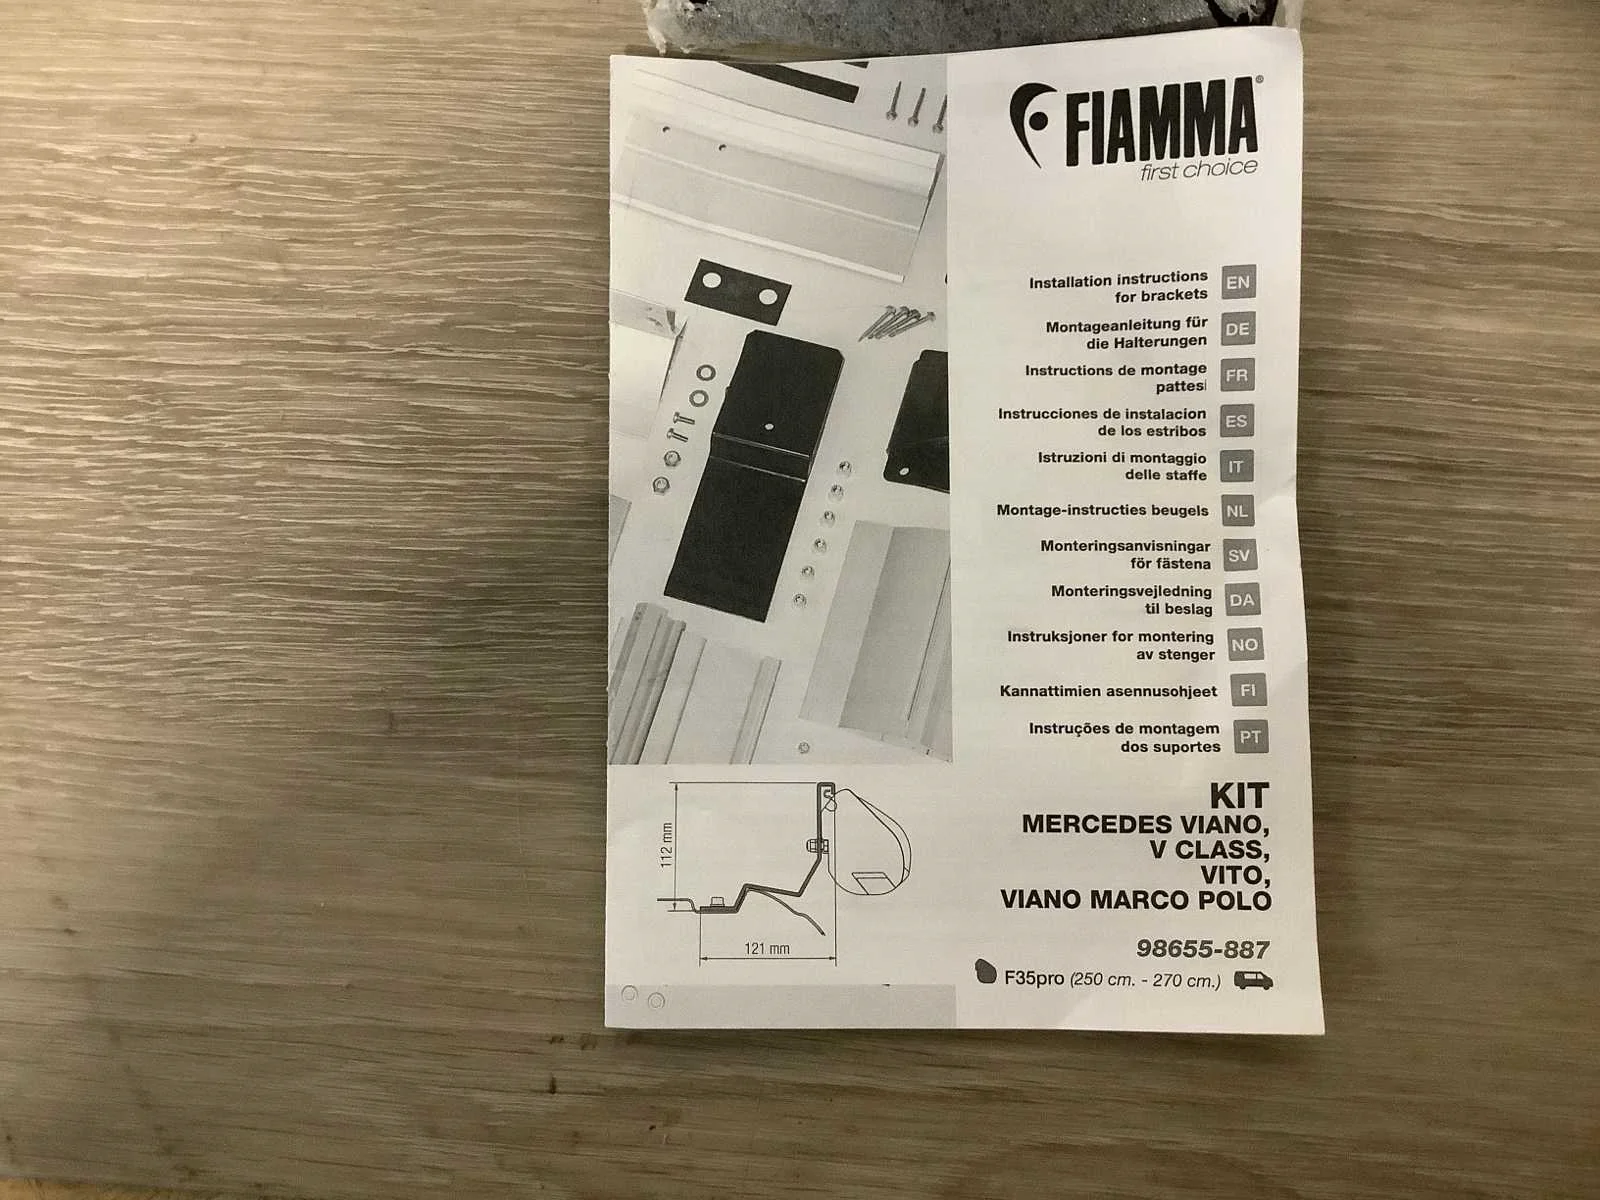 FIAMMA®
first choice
Installation instructions
for brackets
EN
Montageanleitung für
die Halterungen
DE
Instructions de montage
pattesi
FR
Instrucciones de instalacion
de los estribos
ES
Istruzioni di montaggio
delle staffe
IT
Montage-instructies beugels
NL
Monteringsanvisningar
för fästena
SV
Monteringsvejledning
til beslag
DA
Instruksjoner for montering
av stenger
NO
Kannattimien asennusohjeet
FI
Instruções de montagem
dos suportes
PT
112 mm
121 mm
KIT
MERCEDES VIANO,
V CLASS,
VITO,
VIANO MARCO POLO
98655-887
F35pro (250 cm. - 270 cm.)